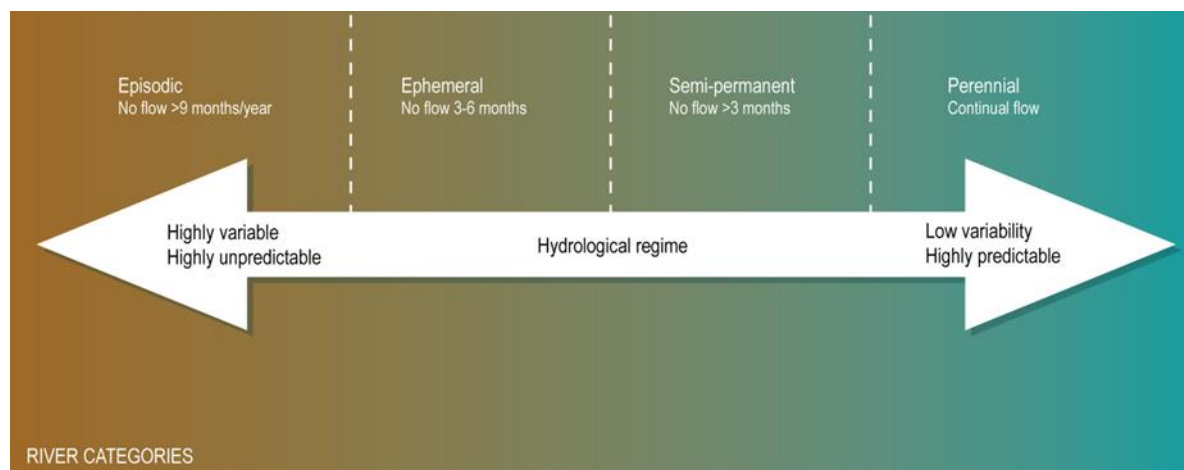 Episodic
No flow >9 months/year
Ephemeral
No flow 3-6 months
Semi-permanent
No flow >3 months
Perennial
Continual flow
Highly variable
Highly unpredictable
Hydrological regime
Low variability
Highly predictable
RIVER CATEGORIES